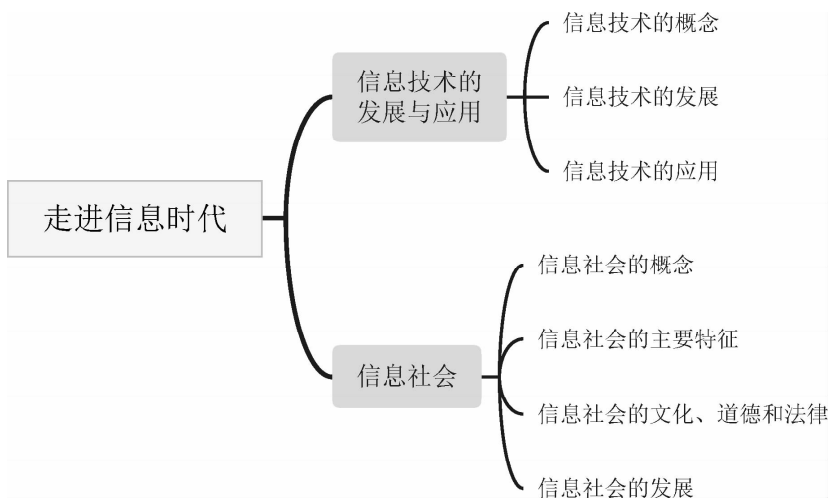 走进信息时代
信息技术的
发展与应用
信息技术的概念
信息技术的发展
信息技术的应用
信息社会
信息社会的概念
信息社会的主要特征
信息社会的文化、道德和法律
信息社会的发展